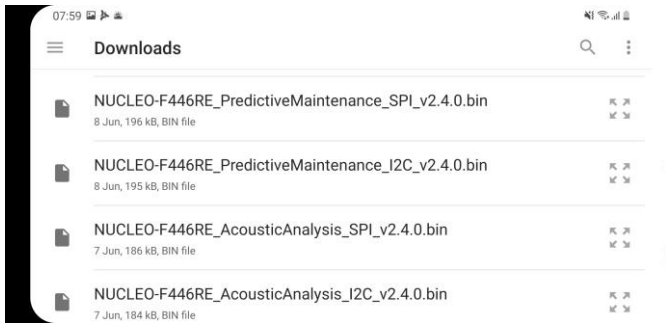 07:59
Downloads
NUCLEO-F446RE_PredictiveMaintenance_SPI_v2.4.0.bin
8 Jun, 196 kB, BIN file
NUCLEO-F446RE_PredictiveMaintenance_I2C_v2.4.0.bin
8 Jun, 195 kB, BIN file
NUCLEO-F446RE_AcousticAnalysis_SPI_v2.4.0.bin
7 Jun, 186 kB, BIN file
NUCLEO-F446RE_AcousticAnalysis_I2C_v2.4.0.bin
7 Jun, 184 kB, BIN file